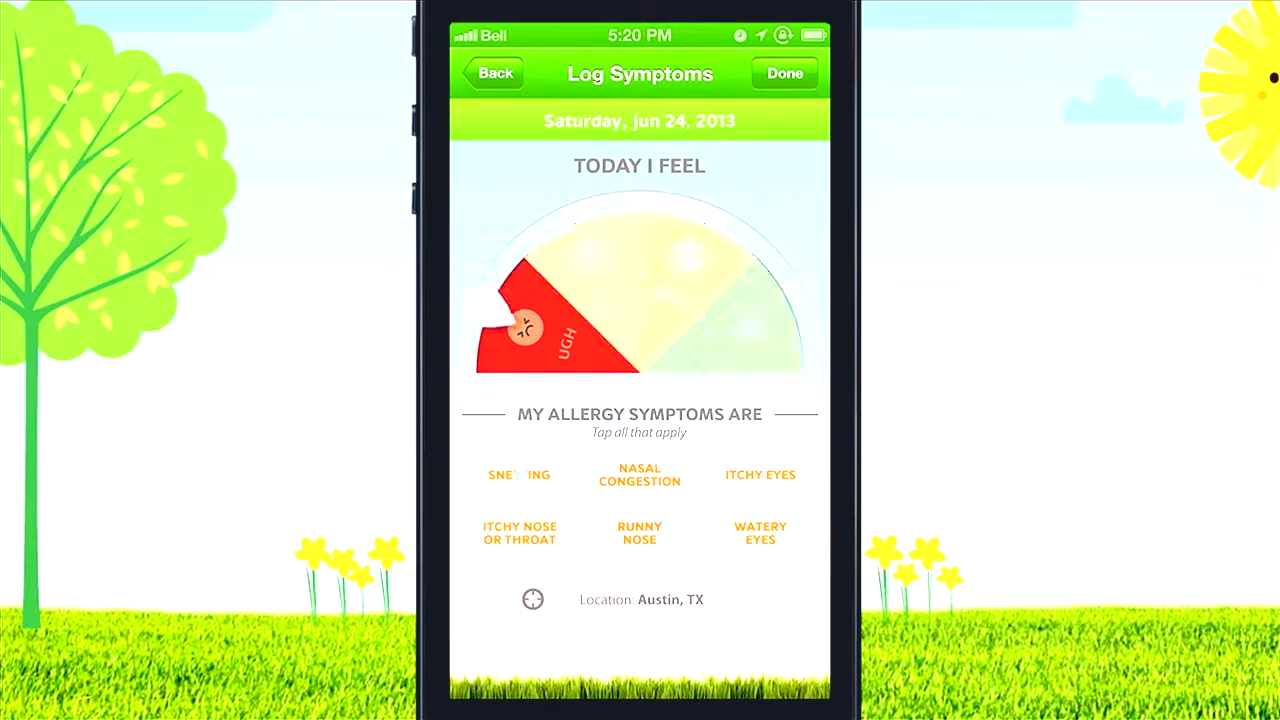 Bell 5:20 PM
Back Log Symptoms Done
Saturday, Jun 24, 2013
TODAY I FEEL
UGH
MY ALLERGY SYMPTOMS ARE
Tap all that apply
NASAL
CONGESTION
ITCHY EYES
ITCHY NOSE
OR THROAT
RUNNY
NOSE
WATERY
EYES
Location: Austin, TX